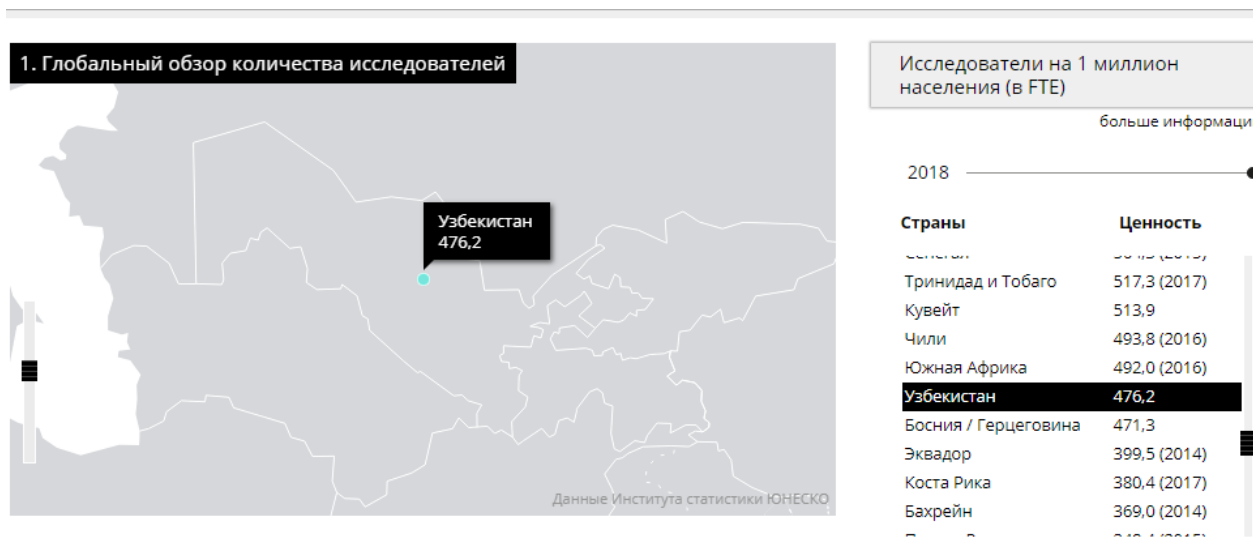 1. Глобальный обзор количества исследователей
Узбекистан
476,2
Данные Института статистики ЮНЕСКО
Исследователи на 1 миллион
населения (в FTE)
больше информаци
2018
Страны Ценность
Тринидад и Тобаго 517,3 (2017)
Кувейт 513,9
Чили 493,8 (2016)
Южная Африка 492,0 (2016)
Узбекистан 476,2
Босния / Герцеговина 471,3
Эквадор 399,5 (2014)
Коста Рика 380,4 (2017)
Бахрейн 369,0 (2014)